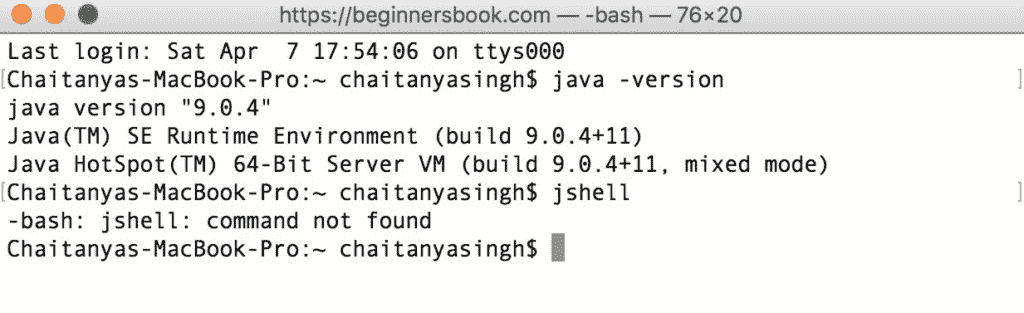 https://beginnersbook.com — -bash — 76×20
Last login: Sat Apr  7 17:54:06 on ttys000
[Chaitanyas-MacBook-Pro:~ chaitanyasingh$ java -version ]
java version "9.0.4"
Java(TM) SE Runtime Environment (build 9.0.4+11)
Java HotSpot(TM) 64-Bit Server VM (build 9.0.4+11, mixed mode)
[Chaitanyas-MacBook-Pro:~ chaitanyasingh$ jshell ]
-bash: jshell: command not found
Chaitanyas-MacBook-Pro:~ chaitanyasingh$